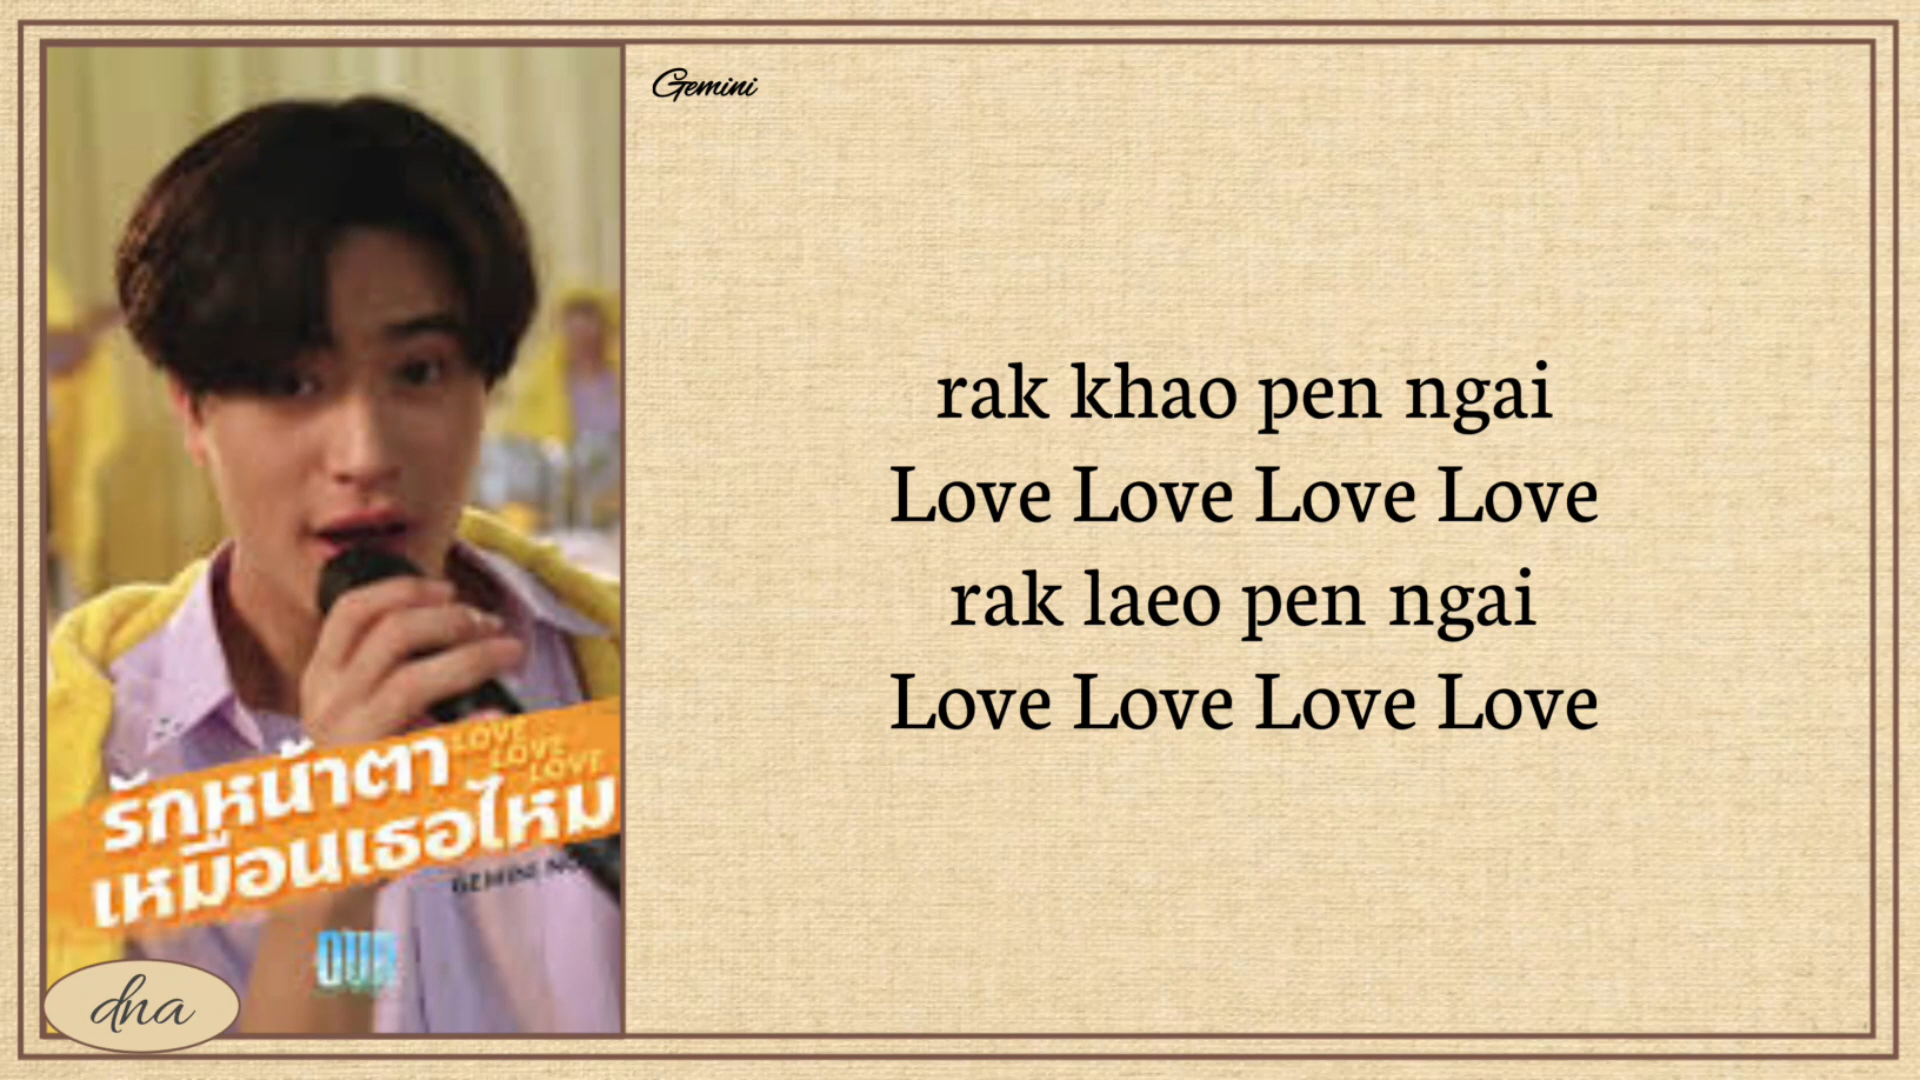 Gemini
rak khao pen ngai
Love Love Love Love
rak laeo pen ngai
Love Love Love Love
LOVE
LOVE
LOVE
รักหน้าตา
เหมือนเธอไหม
GEMINI
OUR
dna